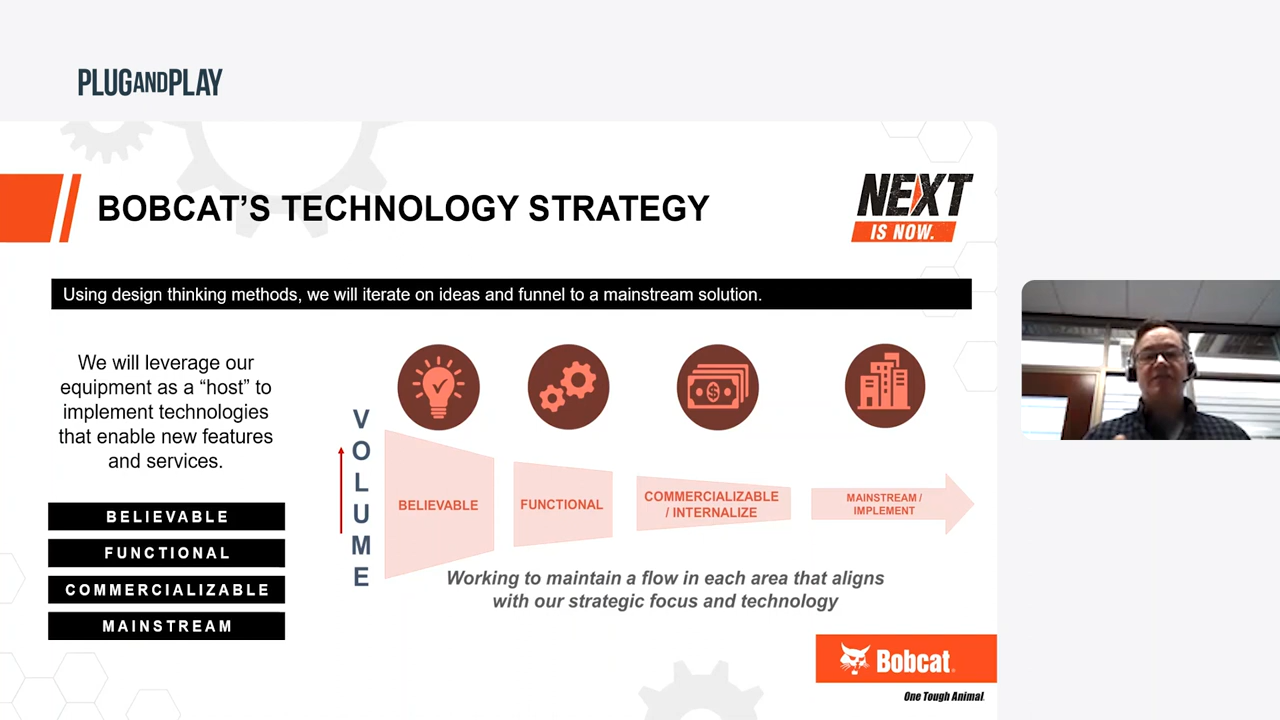 PLUGANDPLAY
BOBCAT’S TECHNOLOGY STRATEGY
NEXT
IS NOW.
Using design thinking methods, we will iterate on ideas and funnel to a mainstream solution.
We will leverage our
equipment as a “host” to
implement technologies
that enable new features
and services.
BELIEVABLE
FUNCTIONAL
COMMERCIALIZABLE
MAINSTREAM
VOLUME
$
BELIEVABLE
FUNCTIONAL
COMMERCIALIZABLE
/ INTERNALIZE
MAINSTREAM /
IMPLEMENT
Working to maintain a flow in each area that aligns
with our strategic focus and technology
Bobcat®
One Tough Animal.